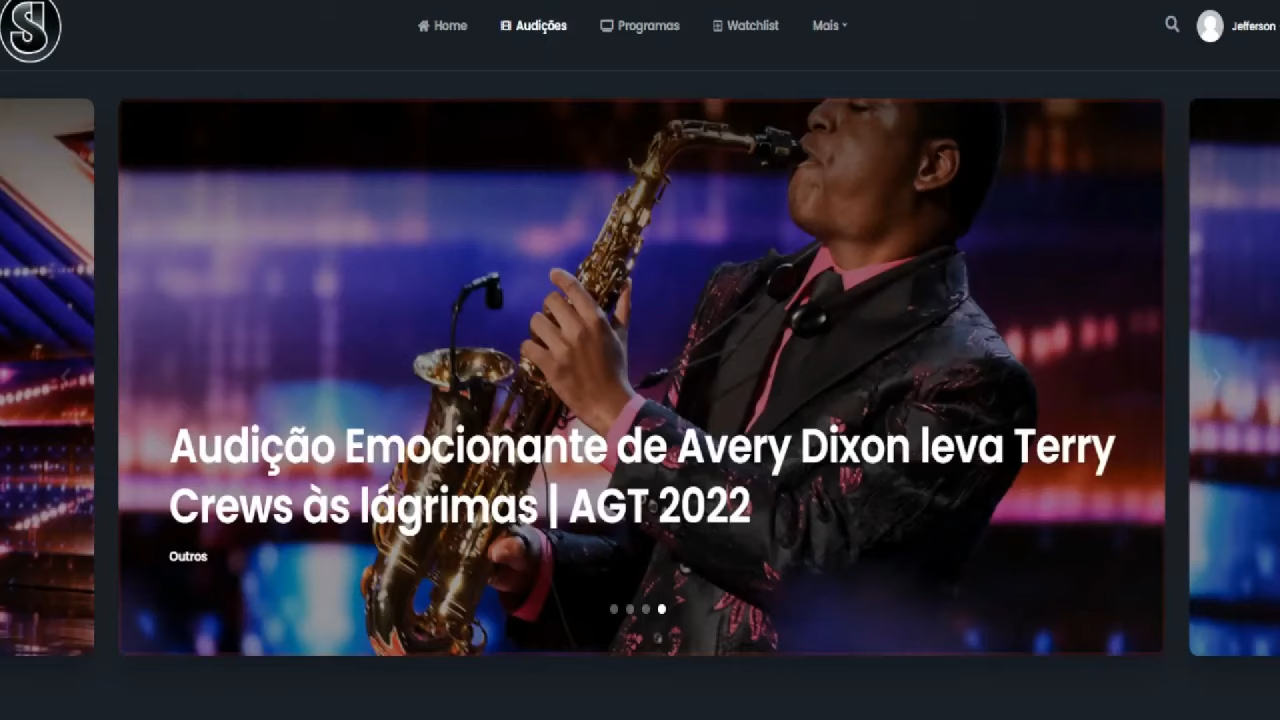 S
Home
Audições
Programas
Watchlist
Mais
Jefferson
Audição Emocionante de Avery Dixon leva Terry
Crews às lágrimas | AGT 2022
Outros